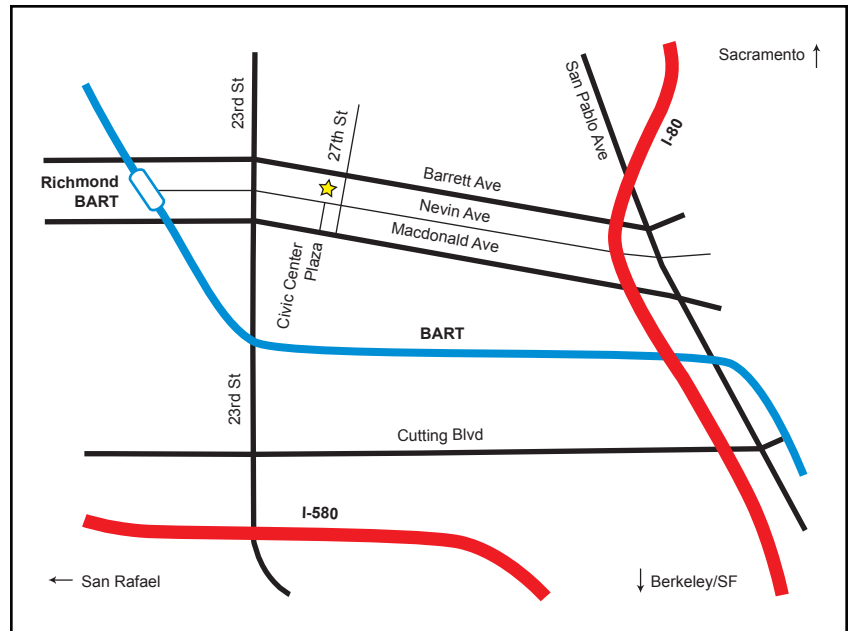 Sacramento
San Pablo Ave
I-80
23rd St
27th St
Barrett Ave
Richmond
BART
Nevin Ave
Macdonald Ave
Civic Center
Plaza
BART
23rd St
Cutting Blvd
I-580
San Rafael
Berkeley/SF